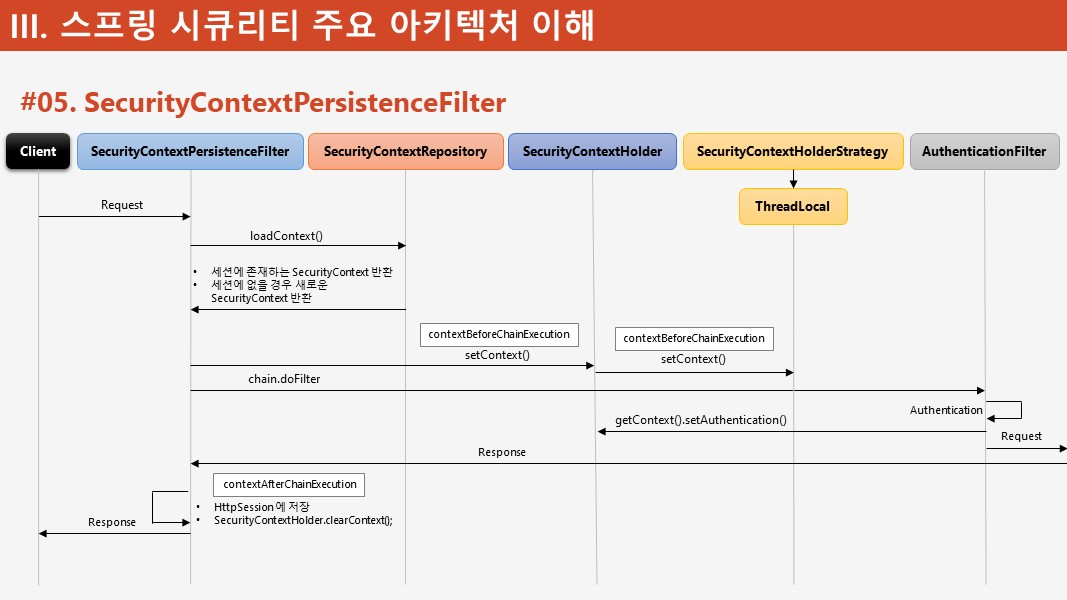 III. 스프링 시큐리티 주요 아키텍처 이해
#05. SecurityContextPersistenceFilter
Client
SecurityContextPersistenceFilter
SecurityContextRepository
SecurityContextHolder
SecurityContextHolderStrategy
AuthenticationFilter
ThreadLocal
Request
loadContext()
• 세션에 존재하는 SecurityContext 반환
• 세션에 없을 경우 새로운
SecurityContext 반환
contextBeforeChainExecution
setContext()
contextBeforeChainExecution
setContext()
chain.doFilter
Authentication
getContext().setAuthentication()
Request
Response
contextAfterChainExecution
• HttpSession에 저장
• SecurityContextHolder.clearContext();
Response